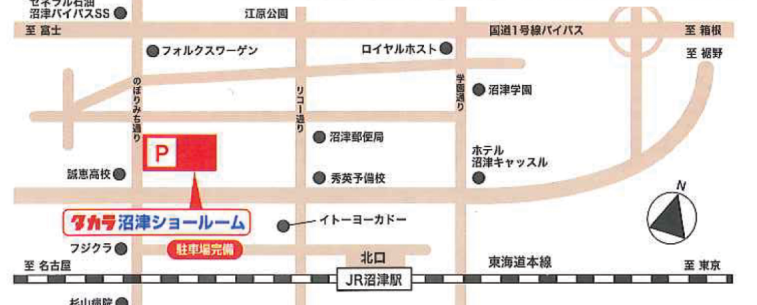 ゼネラル石油
沼津バイパスSS
江原公園
至 富士
国道1号線バイパス
至 箱根
フォルクスワーゲン
ロイヤルホスト
至 裾野
のぼりみち通り
リコー通り
学園通り
沼津学園
沼津郵便局
P
ホテル
沼津キャッスル
誠恵高校
秀英予備校
N
タカラ沼津ショールーム
イトーヨーカドー
フジクラ
駐車場完備
北口
至 名古屋
東海道本線
至 東京
JR沼津駅
杉山病院